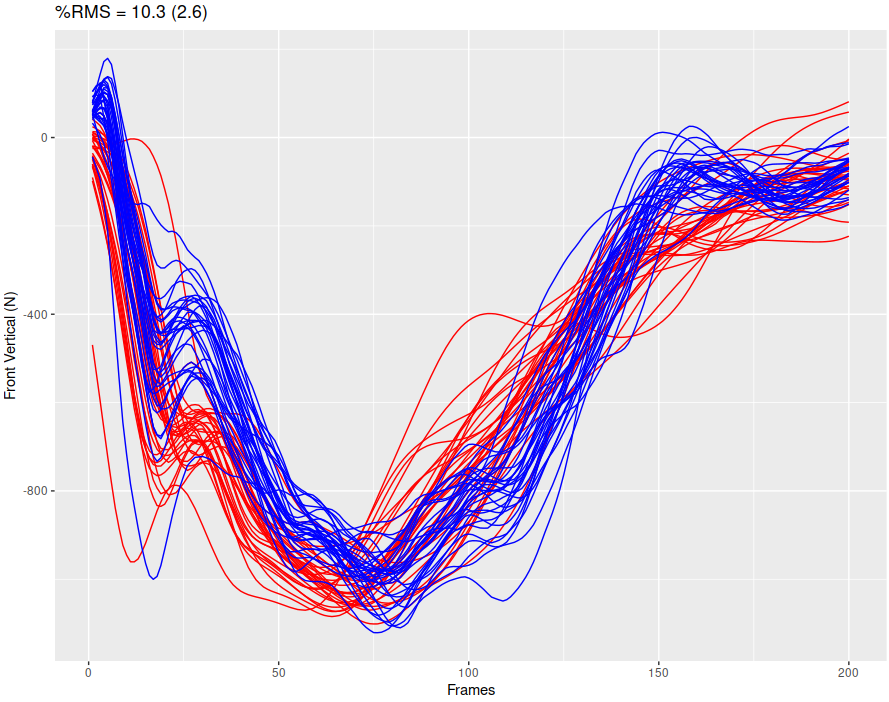 %RMS = 10.3 (2.6)
Front Vertical (N)
0
-400
-800
0
50
100
150
200
Frames